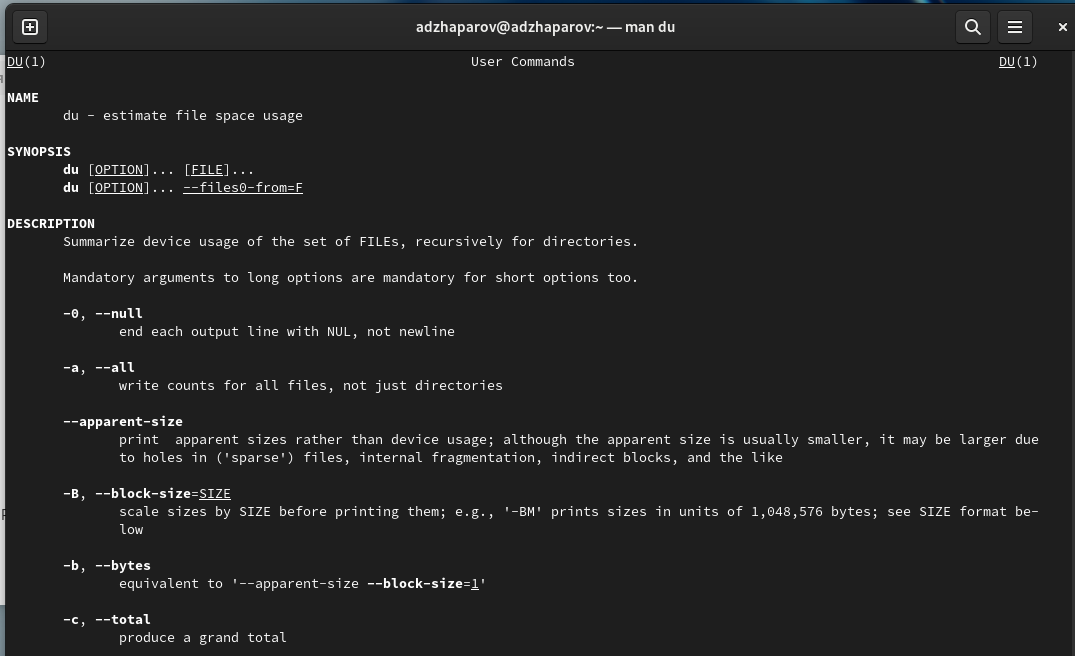 adzhaparov@adzhaparov:~ — man du
DU(1) User Commands DU(1)
NAME
du - estimate file space usage
SYNOPSIS
du [OPTION]... [FILE]...
du [OPTION]... --files0-from=F
DESCRIPTION
Summarize device usage of the set of FILEs, recursively for directories.
Mandatory arguments to long options are mandatory for short options too.
-0, --null
end each output line with NUL, not newline
-a, --all
write counts for all files, not just directories
--apparent-size
print  apparent sizes rather than device usage; although the apparent size is usually smaller, it may be larger due
to holes in ('sparse') files, internal fragmentation, indirect blocks, and the like
-B, --block-size=SIZE
scale sizes by SIZE before printing them; e.g., '-BM' prints sizes in units of 1,048,576 bytes; see SIZE format be-
low
-b, --bytes
equivalent to '--apparent-size --block-size=1'
-c, --total
produce a grand total